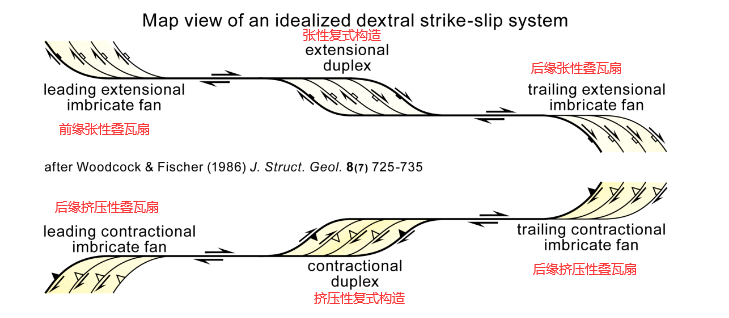 Map view of an idealized dextral strike-slip system
张性复式构造
extensional
duplex
leading extensional
imbricate fan
前缘张性叠瓦扇
后缘张性叠瓦扇
trailing extensional
imbricate fan
after Woodcock & Fischer (1986) J. Struct. Geol. 8(7) 725-735
后缘挤压性叠瓦扇
leading contractional
imbricate fan
contractional
duplex
挤压性复式构造
trailing contractional
imbricate fan
后缘挤压性叠瓦扇